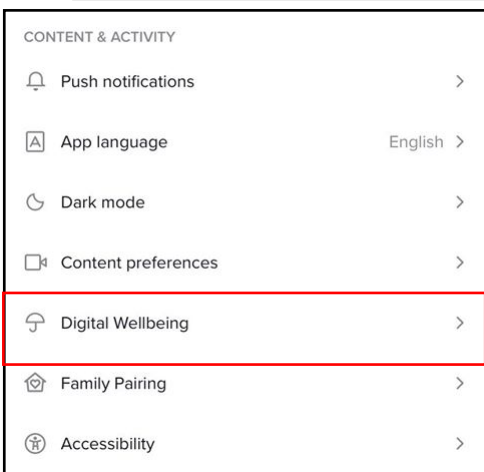 CONTENT & ACTIVITY
Push notifications
App language English
Dark mode
Content preferences
Digital Wellbeing
Family Pairing
Accessibility